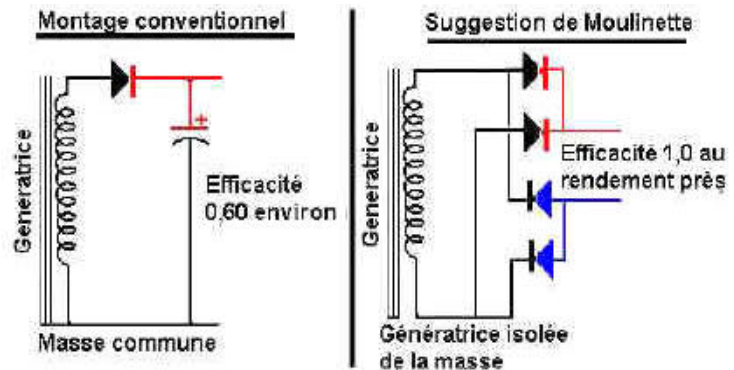 Montage conventionnel
Generatrice
+
Efficacité
0,60 environ
Masse commune
Suggestion de Moulinette
Generatrice
Efficacité 1,0 au
rendement près
Génératrice isolée
de la masse